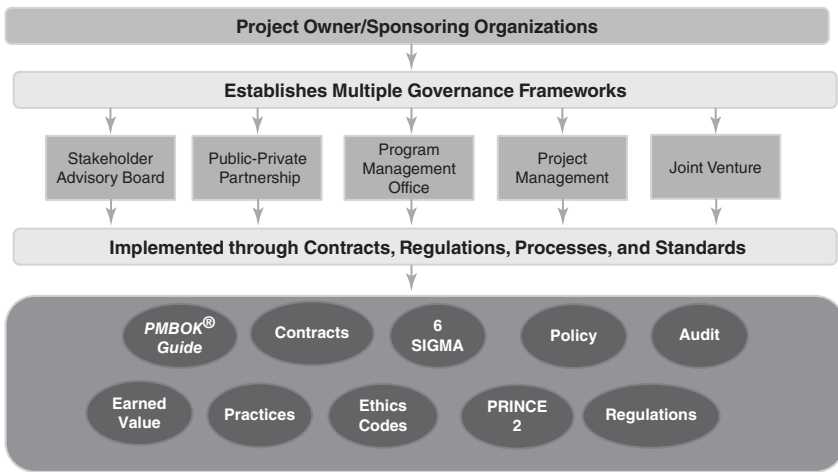 Project Owner/Sponsoring Organizations
Establishes Multiple Governance Frameworks
Stakeholder
Advisory Board
Public-Private
Partnership
Program
Management
Office
Project
Management
Joint Venture
Implemented through Contracts, Regulations, Processes, and Standards
PMBOK®
Guide
Contracts
6
SIGMA
Policy
Audit
Earned
Value
Practices
Ethics
Codes
PRINCE
2
Regulations